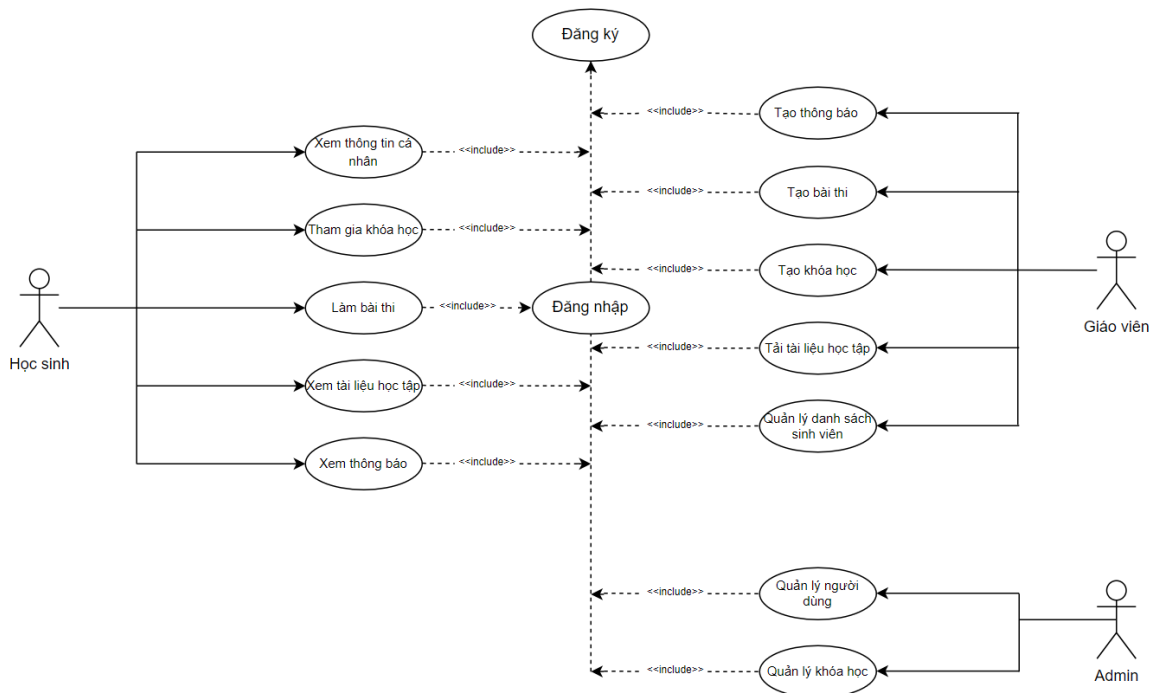 Đăng ký
<<include>>
Tạo thông báo
Xem thông tin cá
nhân
<<include>>
<<include>>
Tạo bài thi
Tham gia khóa học
<<include>>
<<include>>
Tạo khóa học
Làm bài thi
<<include>>
Đăng nhập
Giáo viên
<<include>>
Tải tài liệu học tập
Học sinh
Xem tài liệu học tập
<<include>>
<<include>>
Quản lý danh sách
sinh viên
Xem thông báo
<<include>>
<<include>>
Quản lý người
dùng
<<include>>
Quản lý khóa học
Admin